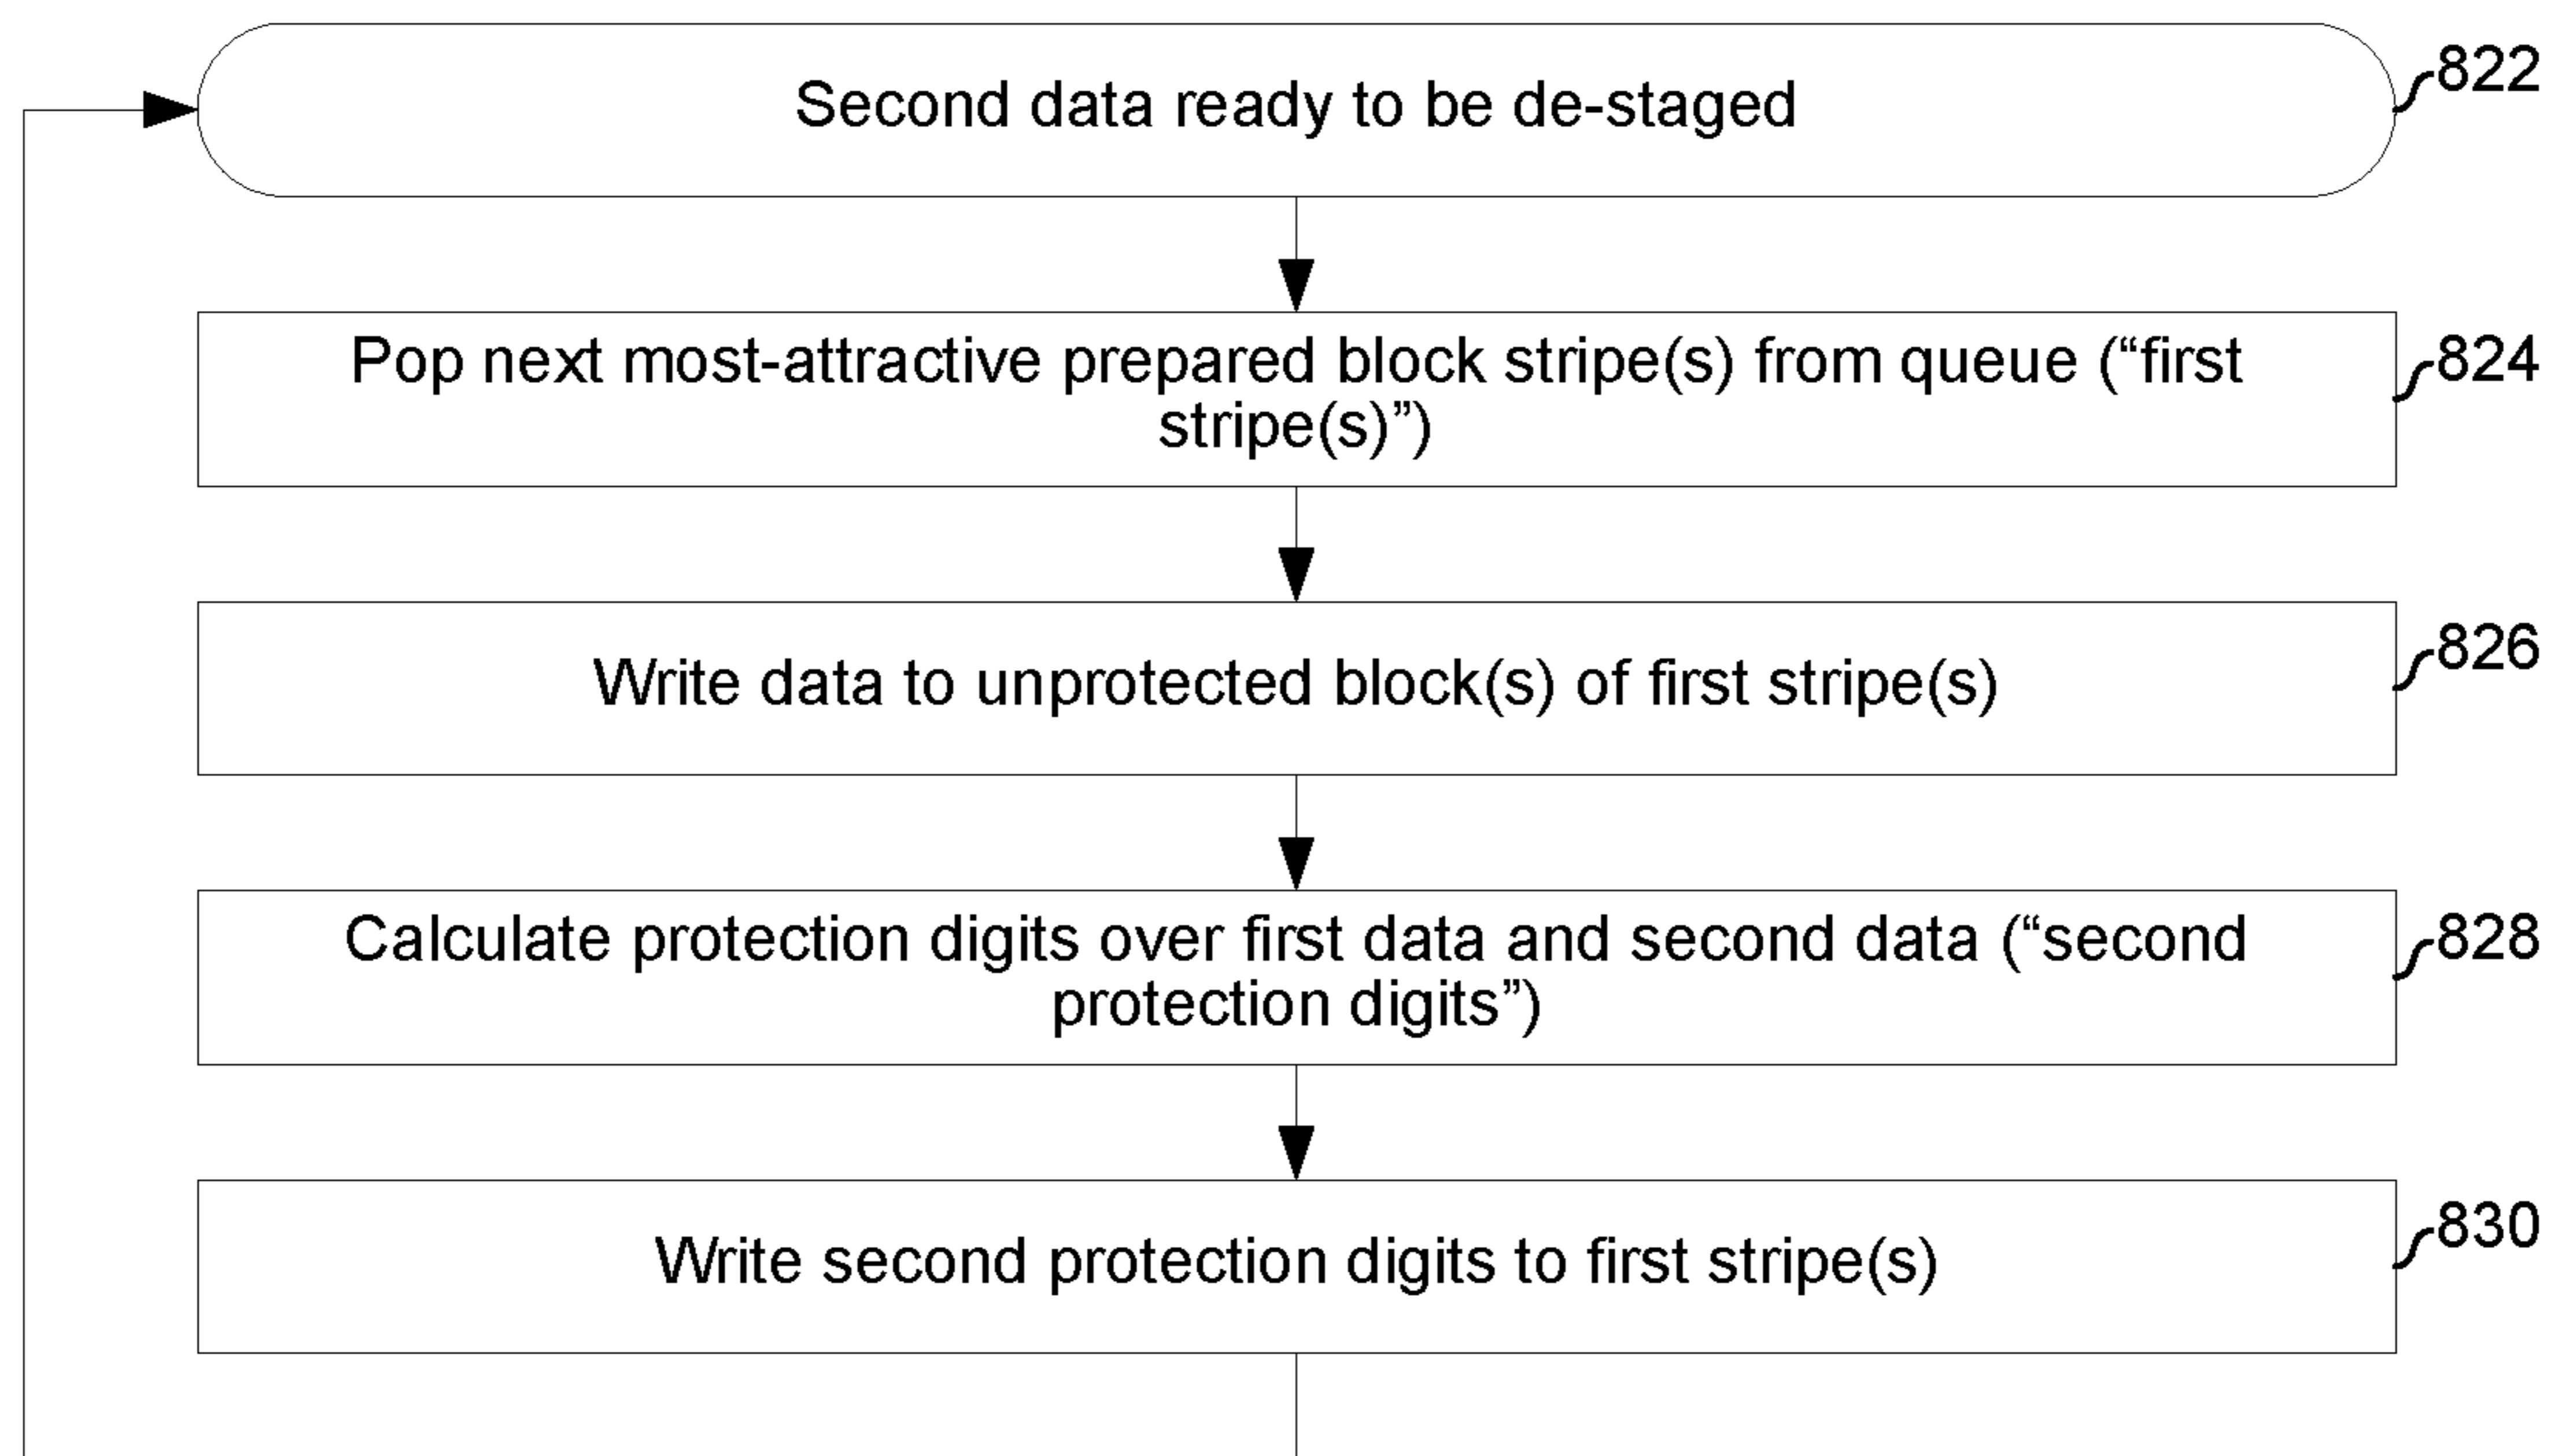 Second data ready to be de-staged
822
Pop next most-attractive prepared block stripe(s) from queue (“first
stripe(s)”)
824
Write data to unprotected block(s) of first stripe(s)
826
Calculate protection digits over first data and second data (“second
protection digits”)
828
Write second protection digits to first stripe(s)
830